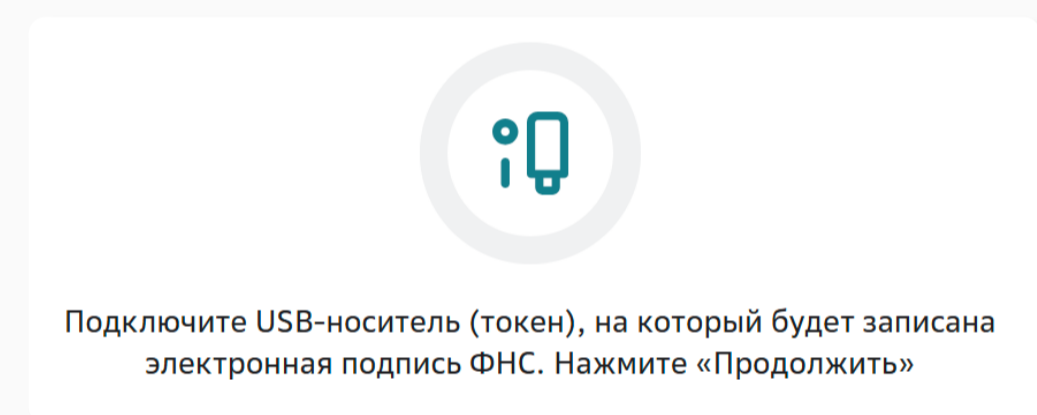 Подключите USB-носитель (токен), на который будет записана
электронная подпись ФНС. Нажмите «Продолжить»